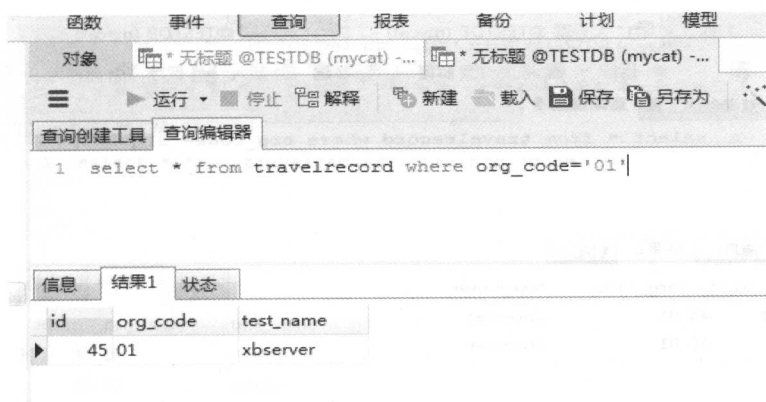 函数 事件 查询 报表 备份 计划 模型
对象 * 无标题 @TESTDB (mycat) -... * 无标题 @TESTDB (mycat) -...
运行 停止 解释 新建 载入 保存 另存为
查询创建工具 查询编辑器
1 select * from travelrecord where org_code='01'
信息 结果1 状态
id org_code test_name
45 01 xbserver